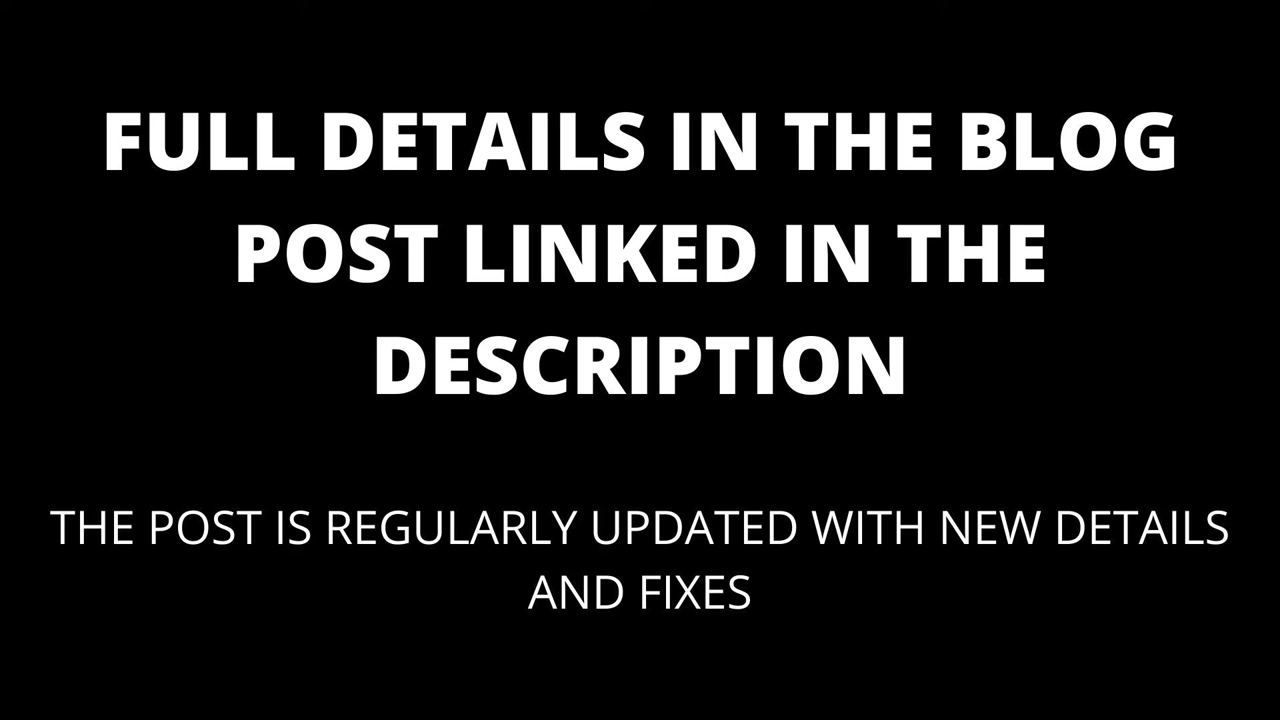 FULL DETAILS IN THE BLOG
POST LINKED IN THE
DESCRIPTION
THE POST IS REGULARLY UPDATED WITH NEW DETAILS
AND FIXES